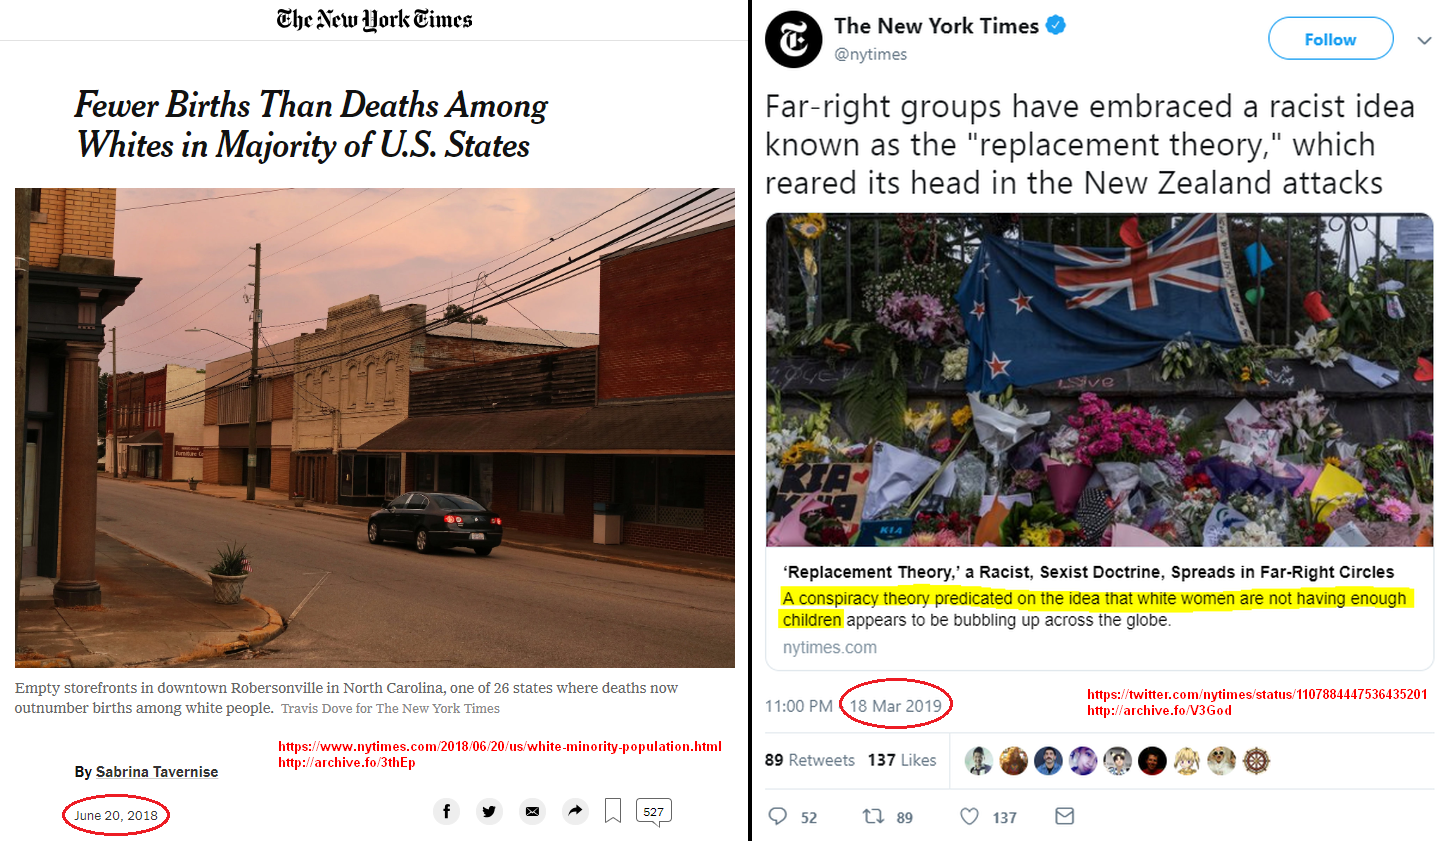 The New York Times
Fewer Births Than Deaths Among
Whites in Majority of U.S. States
Furniture Co
Empty storefronts in downtown Robersonville in North Carolina, one of 26 states where deaths now
outnumber births among white people. Travis Dove for The New York Times
https://www.nytimes.com/2018/06/20/us/white-minority-population.html
http://archive.fo/3thEp
By Sabrina Tavernise
June 20, 2018
527
The New York Times
@nytimes
Follow
Far-right groups have embraced a racist idea
known as the "replacement theory," which
reared its head in the New Zealand attacks
KIA
KIA
‘Replacement Theory,’ a Racist, Sexist Doctrine, Spreads in Far-Right Circles
A conspiracy theory predicated on the idea that white women are not having enough
children appears to be bubbling up across the globe.
nytimes.com
11:00 PM 18 Mar 2019
https://twitter.com/nytimes/status/1107884447536435201
http://archive.fo/V3God
89 Retweets 137 Likes
52 89 137